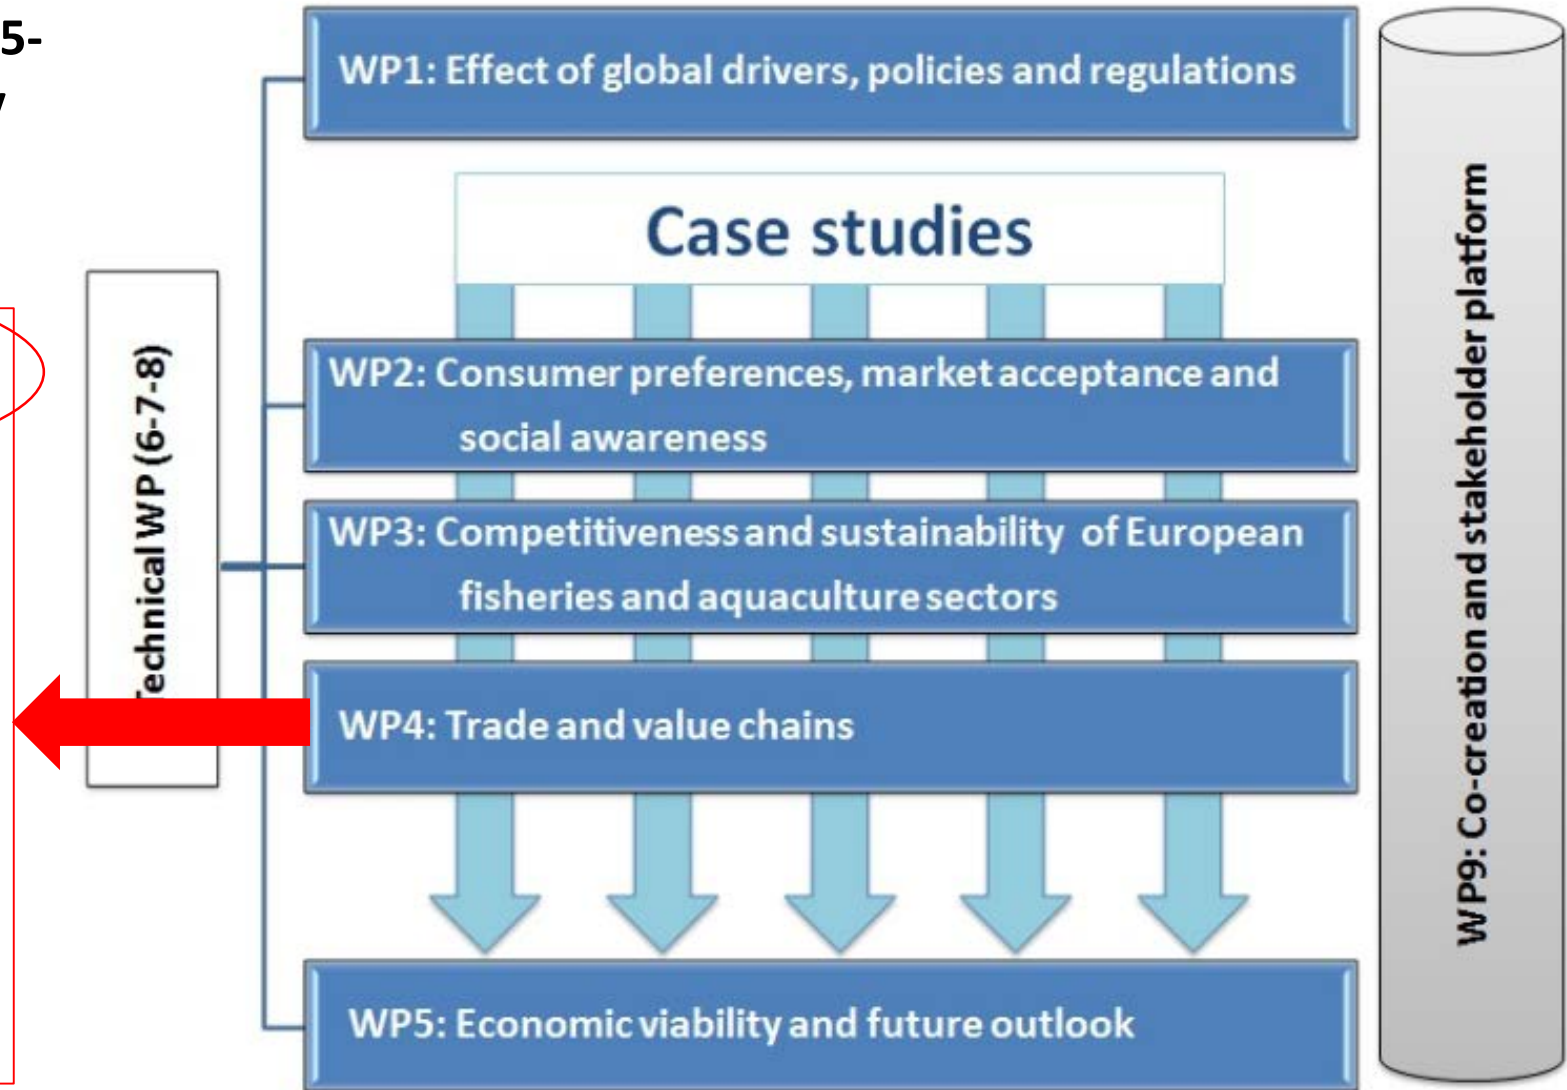 5-
WP1: Effect of global drivers, policies and regulations
Case studies
Technical WP (6-7-8)
WP2: Consumer preferences, market acceptance and
social awareness
WP3: Competitiveness and sustainability of European
fisheries and aquaculture sectors
WP4: Trade and value chains
WP5: Economic viability and future outlook
WP9: Co-creation and stakeholder platform